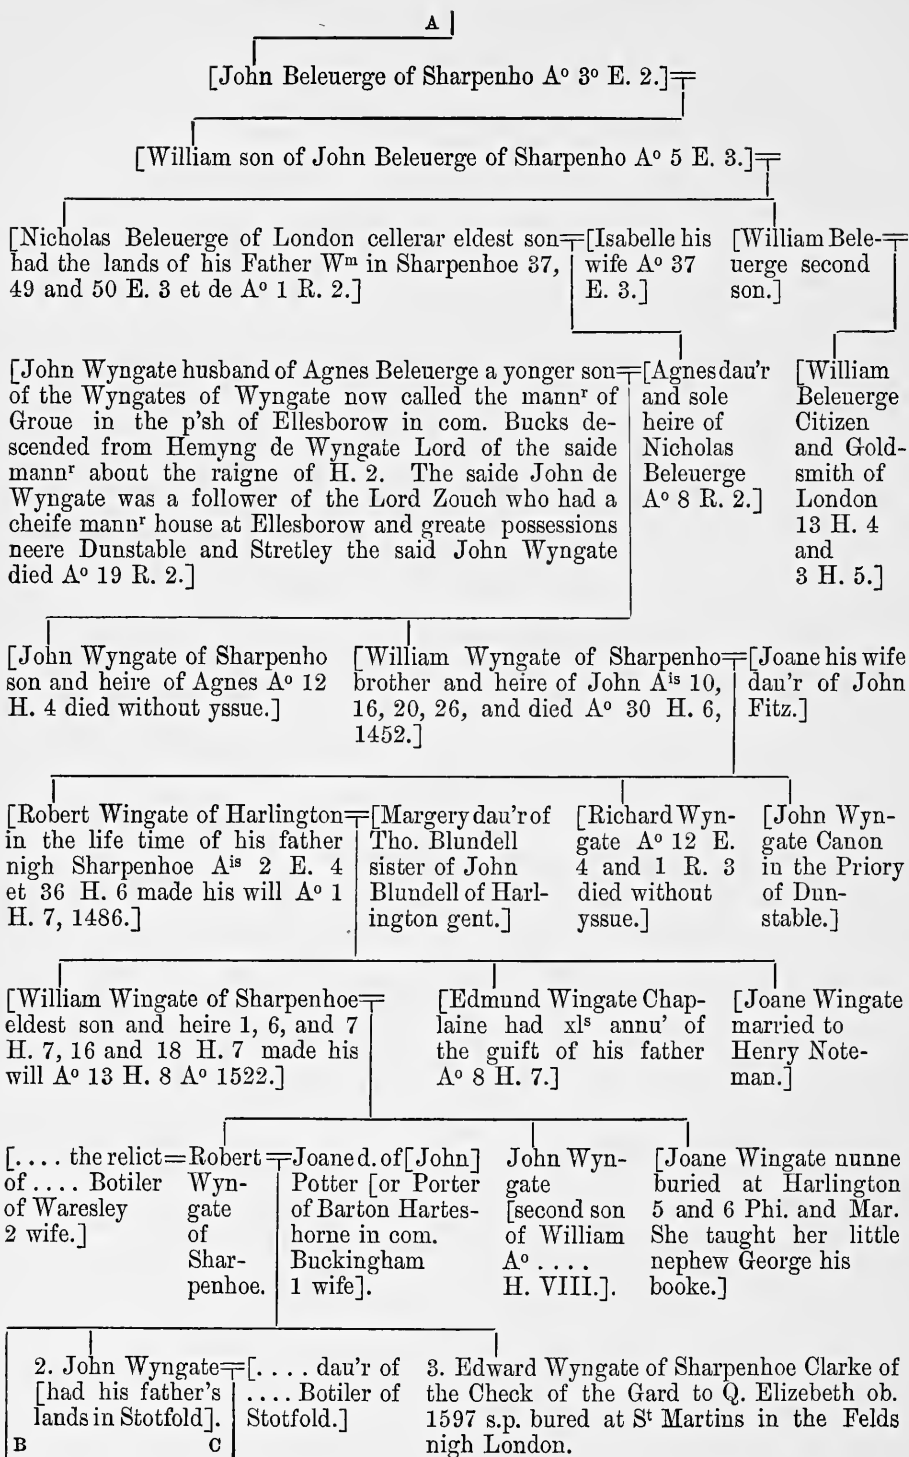 A
[John Beleuerge of Sharpenho Aº 3º E. 2.]
[William son of John Beleuerge of Sharpenho Aº 5 E. 3.]
[Nicholas Beleuerge of London cellerar eldest son
had the lands of his Father Wᵐ in Sharpenhoe 37,
49 and 50 E. 3 et de Aº 1 R. 2.]
[Isabelle his
wife Aº 37
E. 3.]
[William Bele-
uerge second
son.]
[John Wyngate husband of Agnes Beleuerge a yonger son
of the Wyngates of Wyngate now called the mannʳ of
Groue in the p'sh of Ellesborow in com. Bucks de-
scended from Hemyng de Wyngate Lord of the saide
mannʳ about the raigne of H. 2. The saide John de
Wyngate was a follower of the Lord Zouch who had a
cheife mannʳ house at Ellesborow and greate possessions
neere Dunstable and Stretley the said John Wyngate
died Aº 19 R. 2.]
[Agnes dau'r
and sole
heire of
Nicholas
Beleuerge
Aº 8 R. 2.]
[William
Beleuerge
Citizen
and Gold-
smith of
London
13 H. 4
and
3 H. 5.]
[John Wyngate of Sharpenho
son and heire of Agnes Aº 12
H. 4 died without yssue.]
[William Wyngate of Sharpenho
brother and heire of John Aⁱˢ 10,
16, 20, 26, and died Aº 30 H. 6,
1452.]
[Joane his wife
dau'r of John
Fitz.]
[Robert Wingate of Harlington
in the life time of his father
nigh Sharpenhoe Aⁱˢ 2 E. 4
et 36 H. 6 made his will Aº 1
H. 7, 1486.]
[Margery dau'r of
Tho. Blundell
sister of John
Blundell of Harl-
ington gent.]
[Richard Wyn-
gate Aº 12 E.
4 and 1 R. 3
died without
yssue.]
[John Wyn-
gate Canon
in the Priory
of Dun-
stable.]
[William Wingate of Sharpenhoe
eldest son and heire 1, 6, and 7
H. 7, 16 and 18 H. 7 made his
will Aº 13 H. 8 Aº 1522.]
[Edmund Wingate Chap-
laine had xlˢ annu' of
the guift of his father
Aº 8 H. 7.]
[Joane Wingate
married to
Henry Note-
man.]
[.... the relict
of .... Botiler
of Waresley
2 wife.]
Robert
Wyn-
gate
of
Shar-
penhoe.
Joane d. of [John]
Potter [or Porter
of Barton Hartes-
horne in com.
Buckingham
1 wife].
John Wyn-
gate
[second son
of William
Aº ....
H. VIII.].
[Joane Wingate nunne
buried at Harlington
5 and 6 Phi. and Mar.
She taught her little
nephew George his
booke.]
2. John Wyngate
[had his father's
lands in Stotfold].
[.... dau'r of
.... Botiler of
Stotfold.]
3. Edward Wyngate of Sharpenhoe Clarke of
the Check of the Gard to Q. Elizebeth ob.
1597 s.p. bured at Sᵗ Martins in the Felds
nigh London.
B C